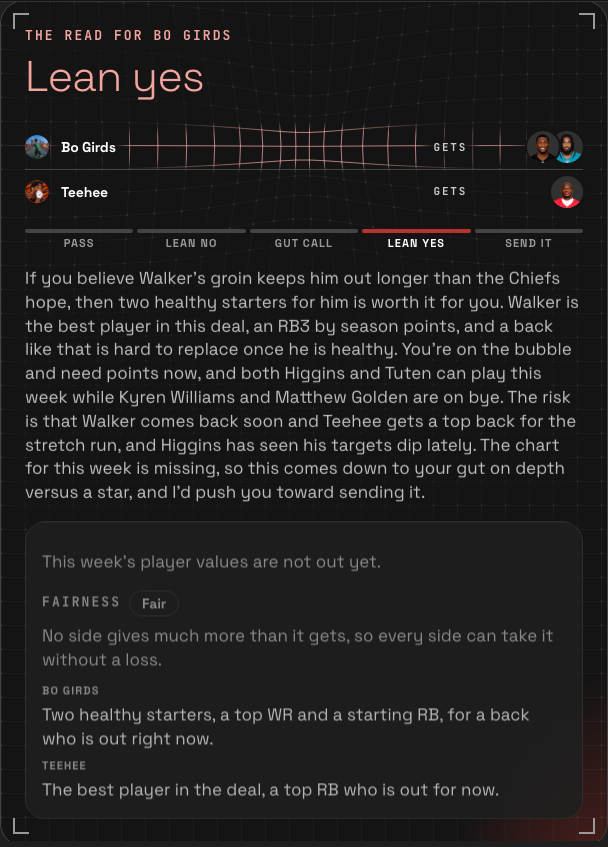 THE READ FOR BO GIRDS
Lean yes
Bo Girds GETS
Teehee GETS
PASS LEAN NO GUT CALL LEAN YES SEND IT
If you believe Walker's groin keeps him out longer than the Chiefs
hope, then two healthy starters for him is worth it for you. Walker is
the best player in this deal, an RB3 by season points, and a back
like that is hard to replace once he is healthy. You're on the bubble
and need points now, and both Higgins and Tuten can play this
week while Kyren Williams and Matthew Golden are on bye. The risk
is that Walker comes back soon and Teehee gets a top back for the
stretch run, and Higgins has seen his targets dip lately. The chart
for this week is missing, so this comes down to your gut on depth
versus a star, and I'd push you toward sending it.
This week's player values are not out yet.
FAIRNESS Fair
No side gives much more than it gets, so every side can take it
without a loss.
BO GIRDS
Two healthy starters, a top WR and a starting RB, for a back
who is out right now.
TEEHEE
The best player in the deal, a top RB who is out for now.